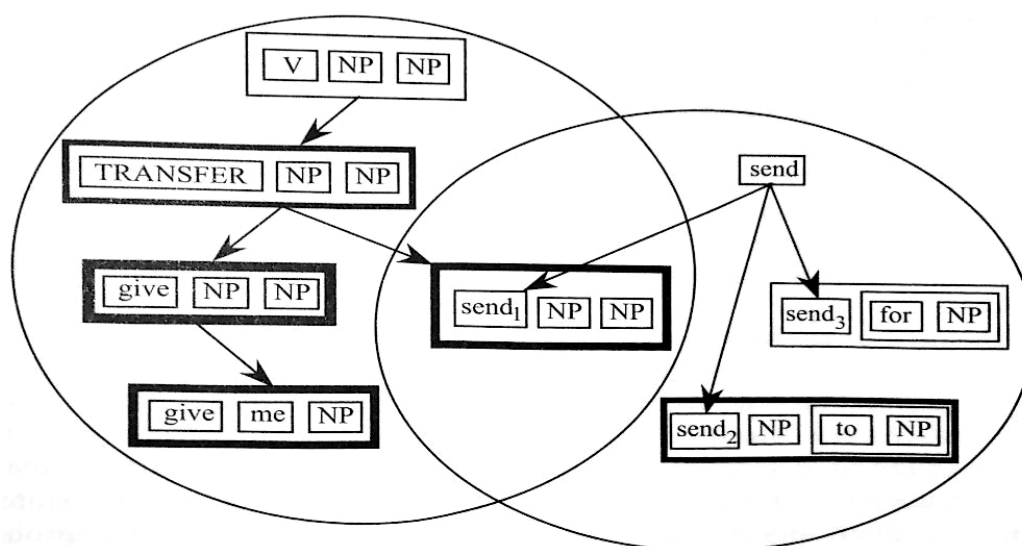 V NP NP
TRANSFER NP NP
send
give NP NP
send₁ NP NP
send₃ for NP
give me NP
send₂ NP to NP